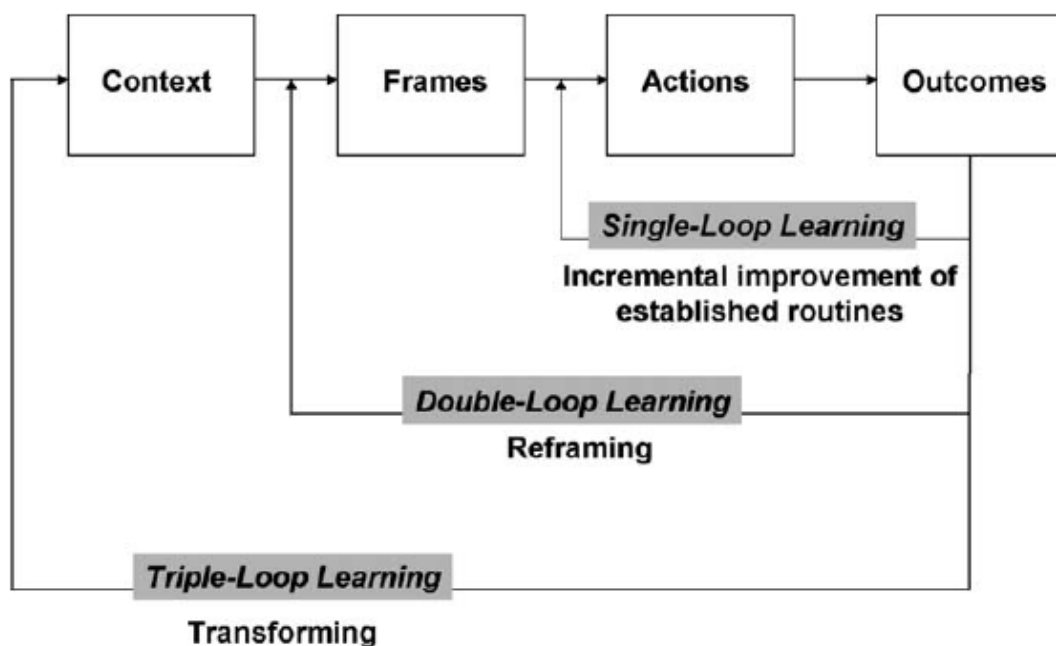 Context
Frames
Actions
Outcomes
Single-Loop Learning
Incremental improvement of
established routines
Double-Loop Learning
Reframing
Triple-Loop Learning
Transforming